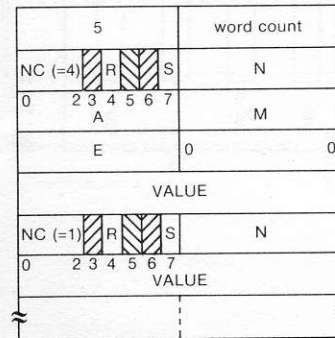 5 word count
NC (=4) R S N
0 2 3 4 5 6 7
A M
E 0 0
VALUE
NC (=1) R S N
0 2 3 4 5 6 7
VALUE